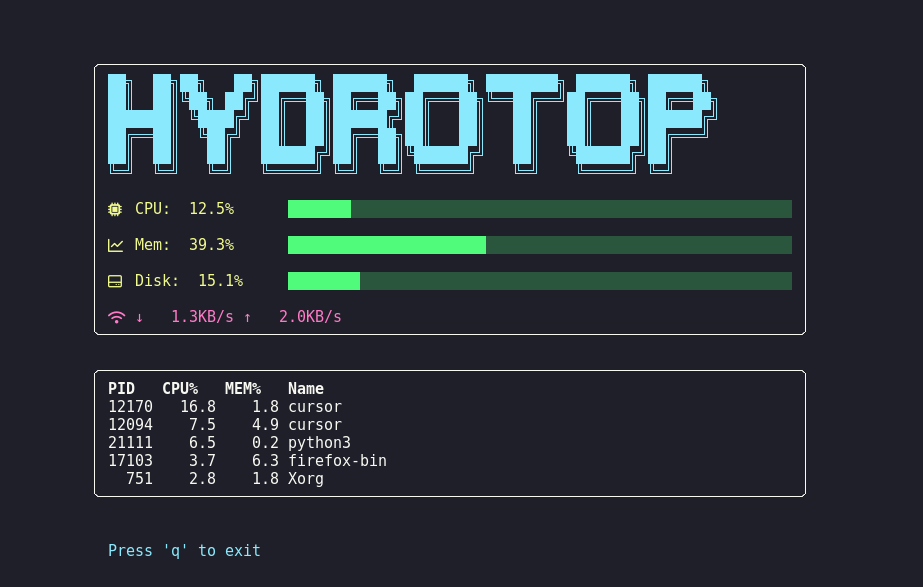 HYDROTOP
CPU: 12.5%
Mem: 39.3%
Disk: 15.1%
↓ 1.3KB/s ↑ 2.0KB/s
PID CPU% MEM% Name
12170 16.8 1.8 cursor
12094 7.5 4.9 cursor
21111 6.5 0.2 python3
17103 3.7 6.3 firefox-bin
751 2.8 1.8 Xorg
Press 'q' to exit